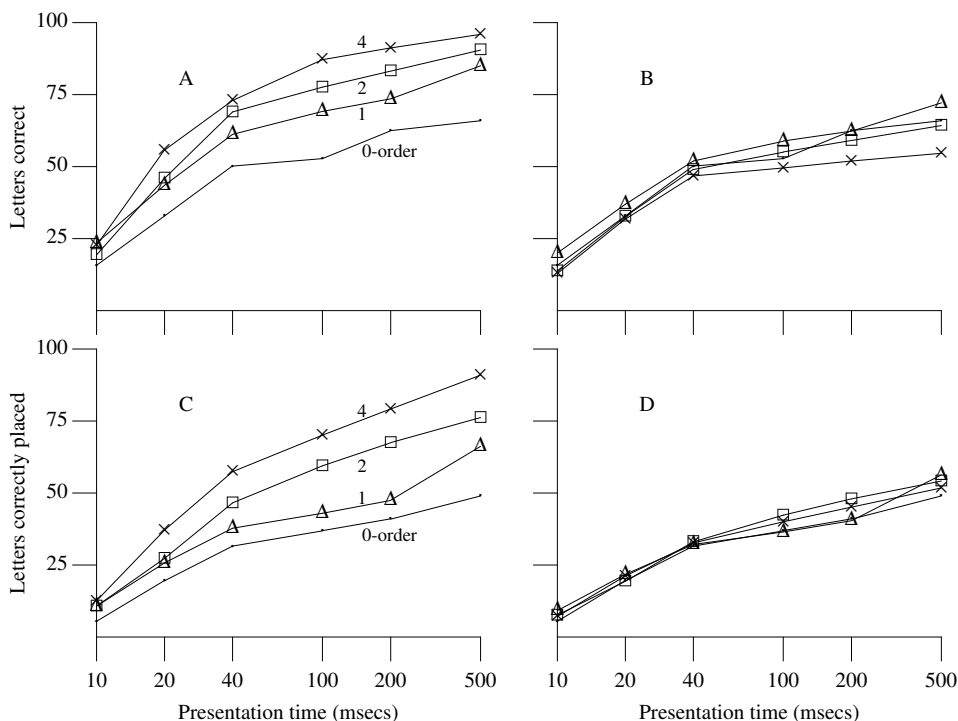 100
75
50
25
Letters correct
A
4
2
1
0-order
B
100
75
50
25
Letters correctly placed
C
4
2
1
0-order
D
10 20 40 100 200 500
Presentation time (msecs)
10 20 40 100 200 500
Presentation time (msecs)